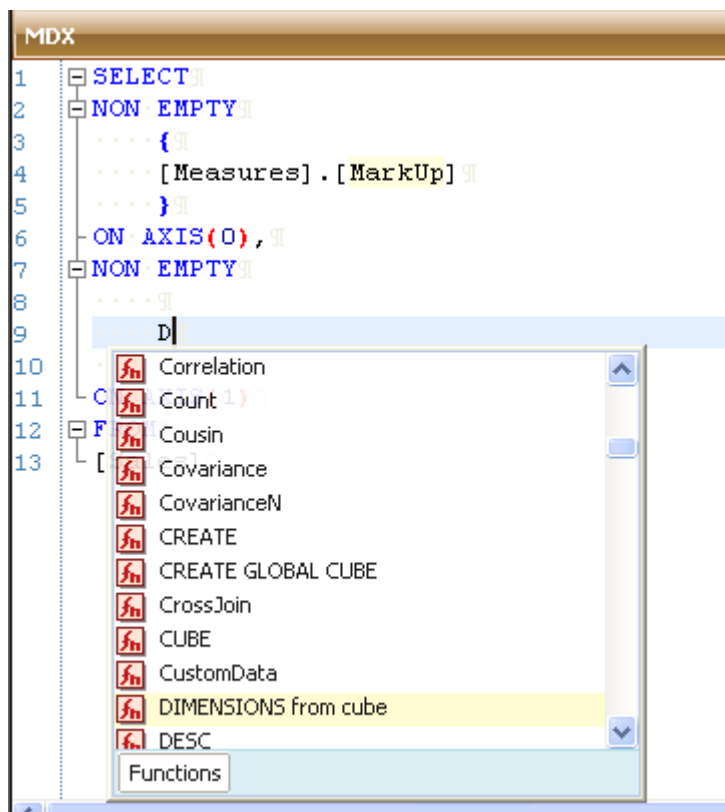 MDX
1 SELECT¶
2 NON·EMPTY¶
3 ····{¶
4 ····[Measures].[MarkUp]¶
5 ····}¶
6 ON·AXIS(0),¶
7 NON·EMPTY¶
8 ····¶
9 D
10
11
12
13
Correlation
Count
Cousin
Covariance
CovarianceN
CREATE
CREATE GLOBAL CUBE
CrossJoin
CUBE
CustomData
DIMENSIONS from cube
DESC
Functions